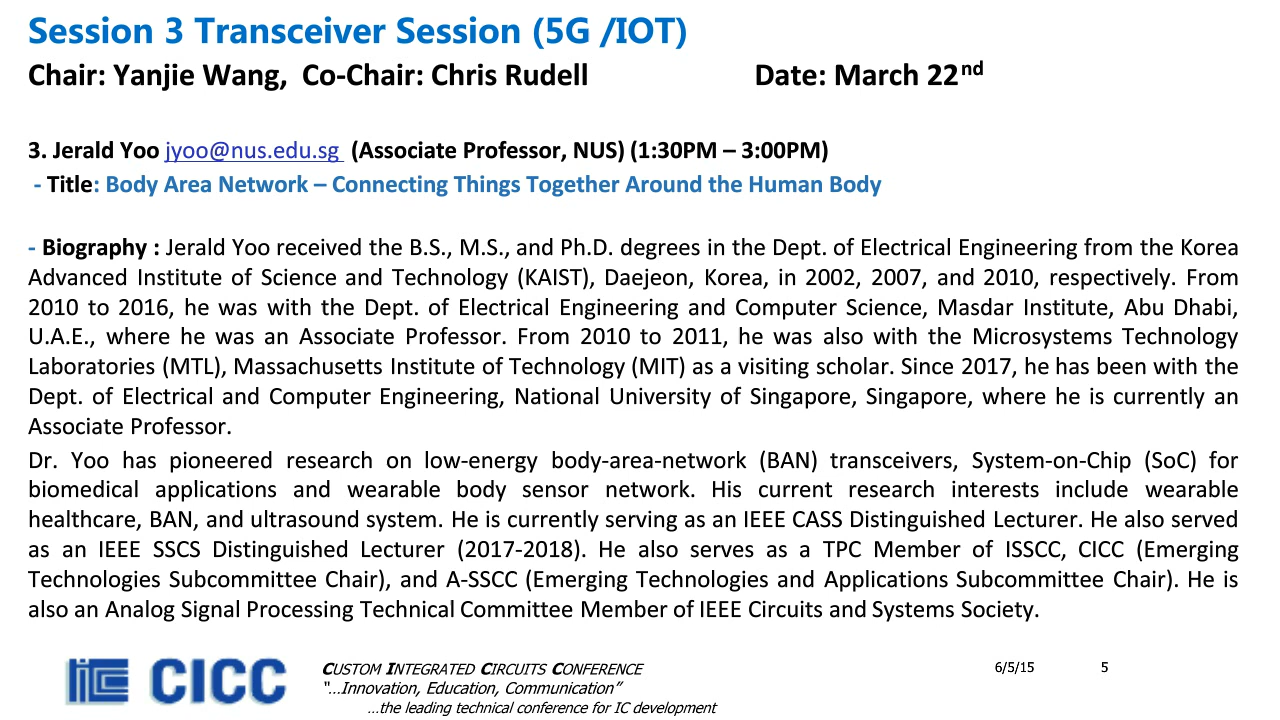 Session 3 Transceiver Session (5G /IOT)
Chair: Yanjie Wang,  Co-Chair: Chris Rudell Date: March 22nd
3. Jerald Yoo jyoo@nus.edu.sg  (Associate Professor, NUS) (1:30PM – 3:00PM)
- Title: Body Area Network – Connecting Things Together Around the Human Body
- Biography : Jerald Yoo received the B.S., M.S., and Ph.D. degrees in the Dept. of Electrical Engineering from the Korea
Advanced Institute of Science and Technology (KAIST), Daejeon, Korea, in 2002, 2007, and 2010, respectively. From
2010 to 2016, he was with the Dept. of Electrical Engineering and Computer Science, Masdar Institute, Abu Dhabi,
U.A.E., where he was an Associate Professor. From 2010 to 2011, he was also with the Microsystems Technology
Laboratories (MTL), Massachusetts Institute of Technology (MIT) as a visiting scholar. Since 2017, he has been with the
Dept. of Electrical and Computer Engineering, National University of Singapore, Singapore, where he is currently an
Associate Professor.
Dr. Yoo has pioneered research on low-energy body-area-network (BAN) transceivers, System-on-Chip (SoC) for
biomedical applications and wearable body sensor network. His current research interests include wearable
healthcare, BAN, and ultrasound system. He is currently serving as an IEEE CASS Distinguished Lecturer. He also served
as an IEEE SSCS Distinguished Lecturer (2017-2018). He also serves as a TPC Member of ISSCC, CICC (Emerging
Technologies Subcommittee Chair), and A-SSCC (Emerging Technologies and Applications Subcommittee Chair). He is
also an Analog Signal Processing Technical Committee Member of IEEE Circuits and Systems Society.
CICC
CUSTOM INTEGRATED CIRCUITS CONFERENCE
"…Innovation, Education, Communication"
…the leading technical conference for IC development
6/5/15 5